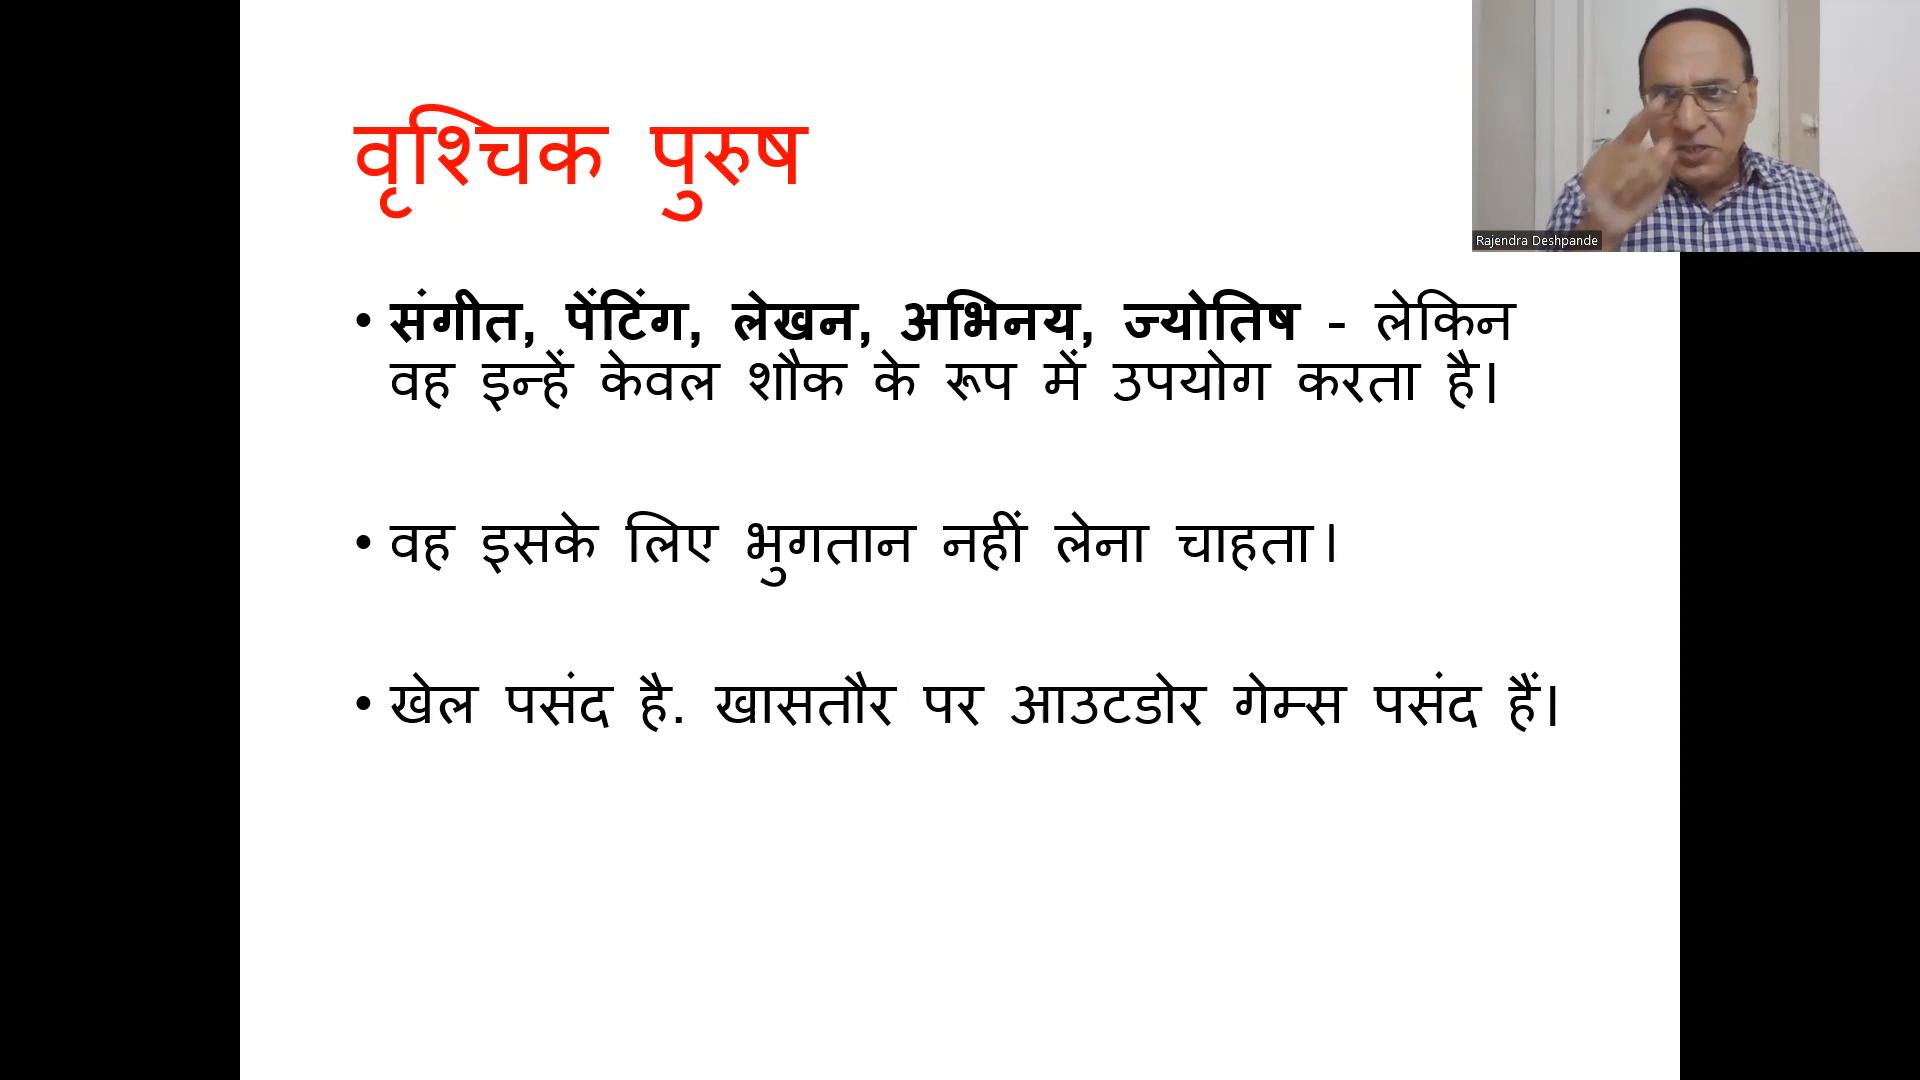 वृश्चिक पुरुष
Rajendra Deshpande
• संगीत, पेंटिंग, लेखन, अभिनय, ज्योतिष - लेकिन
वह इन्हें केवल शौक के रूप में उपयोग करता है।
• वह इसके लिए भुगतान नहीं लेना चाहता।
• खेल पसंद है. खासतौर पर आउटडोर गेम्स पसंद हैं।